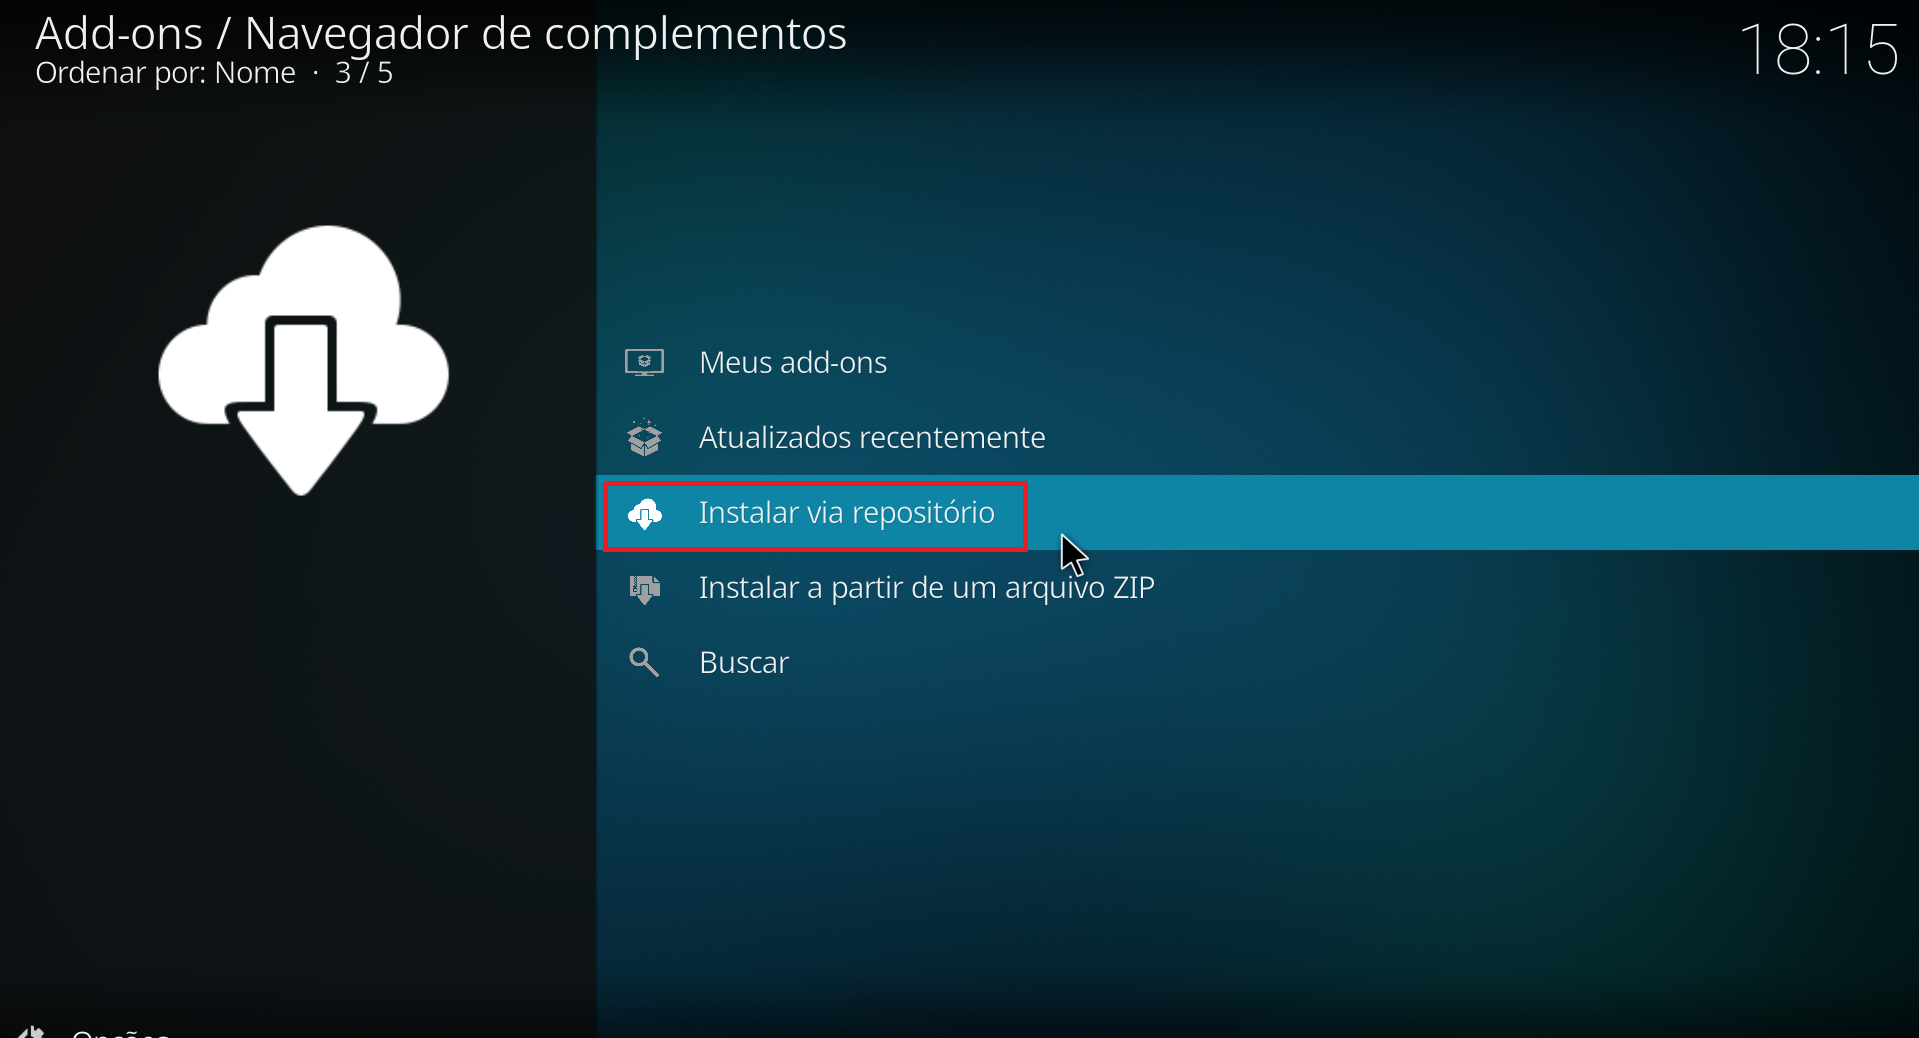 Add-ons / Navegador de complementos
Ordenar por: Nome · 3 / 5
18:15
Meus add-ons
Atualizados recentemente
Instalar via repositório
Instalar a partir de um arquivo ZIP
Buscar
Opções